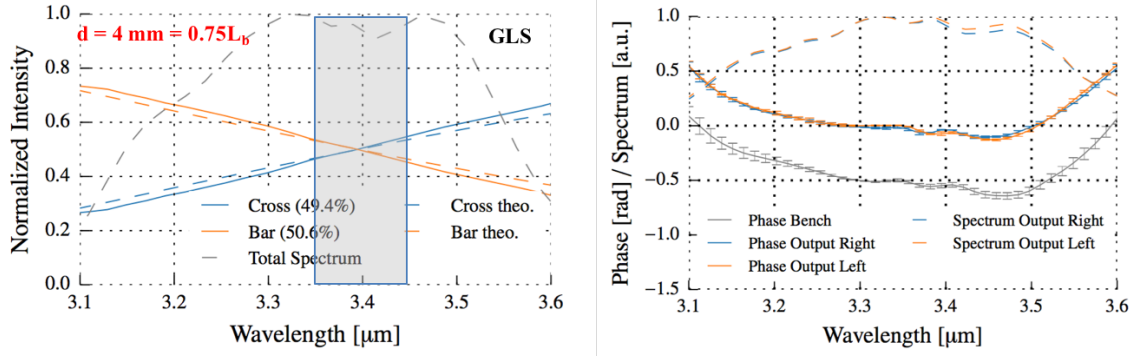 d = 4 mm = 0.75Lb
GLS
Normalized Intensity
1.0
0.8
0.6
0.4
0.2
0.0
Cross (49.4%)
Cross theo.
Bar (50.6%)
Bar theo.
Total Spectrum
3.1 3.2 3.3 3.4 3.5 3.6
Wavelength [μm]
Phase [rad] / Spectrum [a.u.]
1.0
0.5
0.0
−0.5
−1.0
−1.5
Phase Bench
Spectrum Output Right
Phase Output Right
Spectrum Output Left
Phase Output Left
3.1 3.2 3.3 3.4 3.5 3.6
Wavelength [μm]